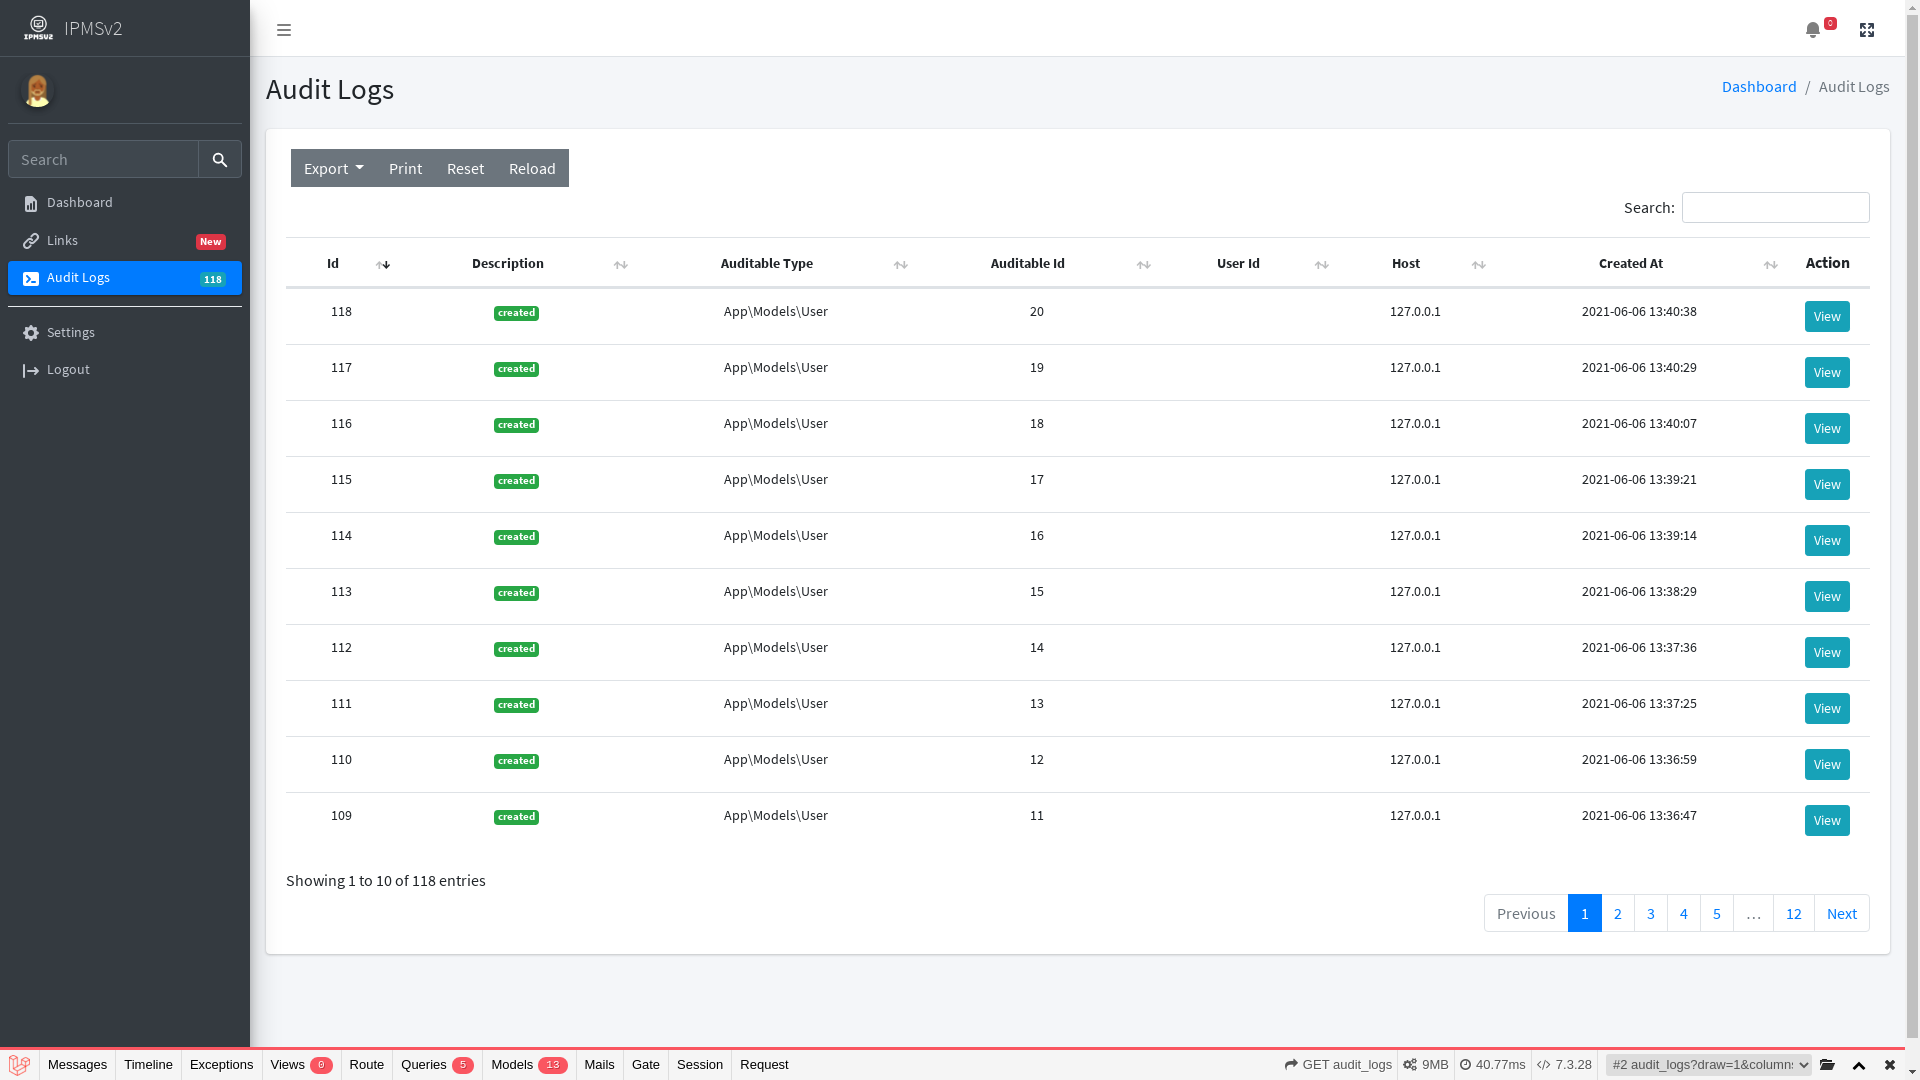 IPMSV2 IPMSv2
0
Audit Logs
Dashboard / Audit Logs
Search
Dashboard
Links New
Audit Logs 118
Settings
Logout
Export Print Reset Reload
Search:
Id Description Auditable Type Auditable Id User Id Host Created At Action
118 created App\Models\User 20 127.0.0.1 2021-06-06 13:40:38 View
117 created App\Models\User 19 127.0.0.1 2021-06-06 13:40:29 View
116 created App\Models\User 18 127.0.0.1 2021-06-06 13:40:07 View
115 created App\Models\User 17 127.0.0.1 2021-06-06 13:39:21 View
114 created App\Models\User 16 127.0.0.1 2021-06-06 13:39:14 View
113 created App\Models\User 15 127.0.0.1 2021-06-06 13:38:29 View
112 created App\Models\User 14 127.0.0.1 2021-06-06 13:37:36 View
111 created App\Models\User 13 127.0.0.1 2021-06-06 13:37:25 View
110 created App\Models\User 12 127.0.0.1 2021-06-06 13:36:59 View
109 created App\Models\User 11 127.0.0.1 2021-06-06 13:36:47 View
Showing 1 to 10 of 118 entries
Previous 1 2 3 4 5 … 12 Next
Messages Timeline Exceptions Views 0 Route Queries 5 Models 13 Mails Gate Session Request GET audit_logs 9MB 40.77ms 7.3.28 #2 audit_logs?draw=1&column